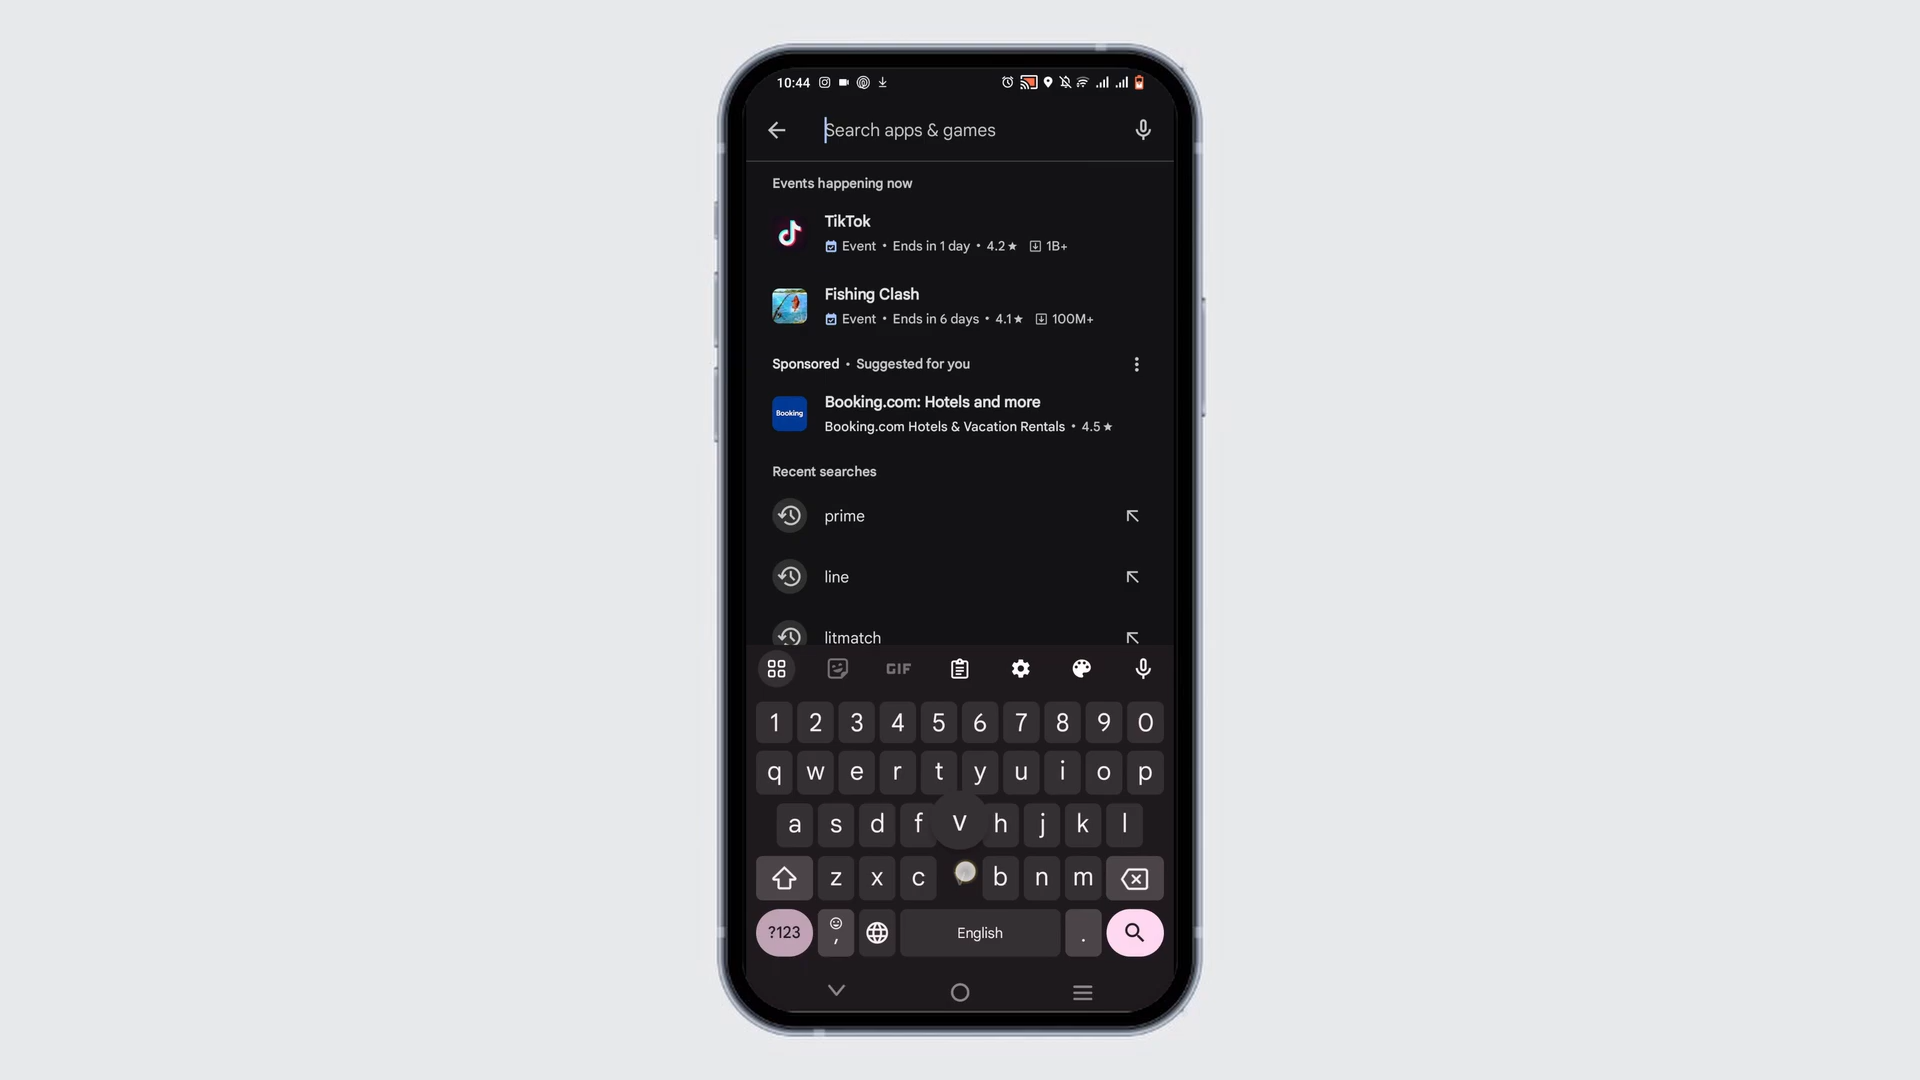 10:44
Search apps & games
Events happening now
TikTok
Event • Ends in 1 day • 4.2★ 1B+
Fishing Clash
Event • Ends in 6 days • 4.1★ 100M+
Sponsored • Suggested for you
Booking
Booking.com: Hotels and more
Booking.com Hotels & Vacation Rentals • 4.5★
Recent searches
prime
line
litmatch
GIF
1 2 3 4 5 6 7 8 9 0
q w e r t y u i o p
a s d f v h j k l
z x c b n m
?123 , English .